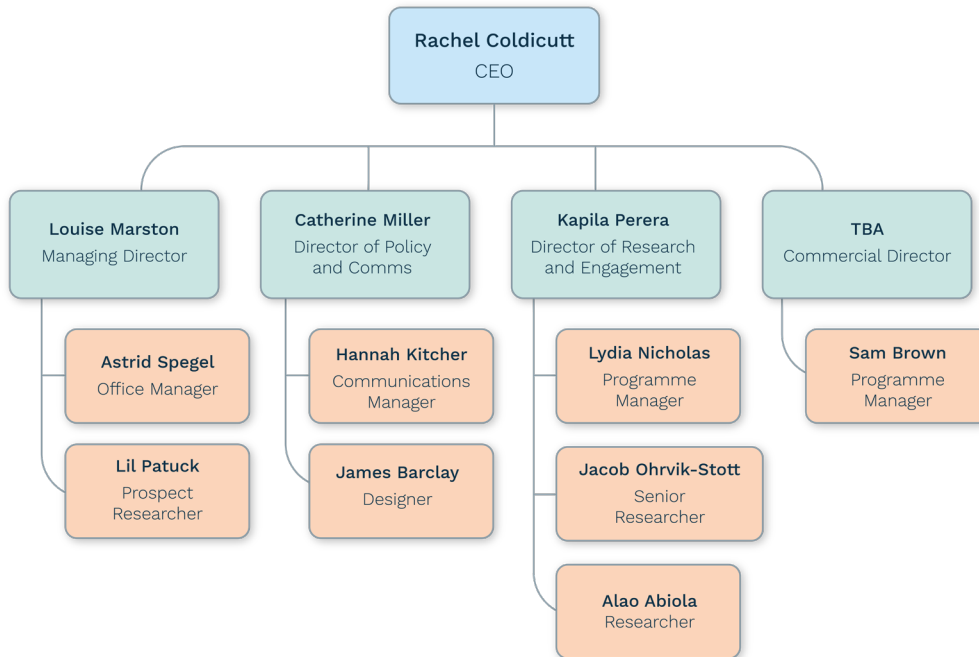 Rachel Coldicutt
CEO
Louise Marston
Managing Director
Catherine Miller
Director of Policy
and Comms
Kapila Perera
Director of Research
and Engagement
TBA
Commercial Director
Astrid Spegel
Office Manager
Lil Patuck
Prospect
Researcher
Hannah Kitcher
Communications
Manager
James Barclay
Designer
Lydia Nicholas
Programme
Manager
Jacob Ohrvik-Stott
Senior
Researcher
Alao Abiola
Researcher
Sam Brown
Programme
Manager